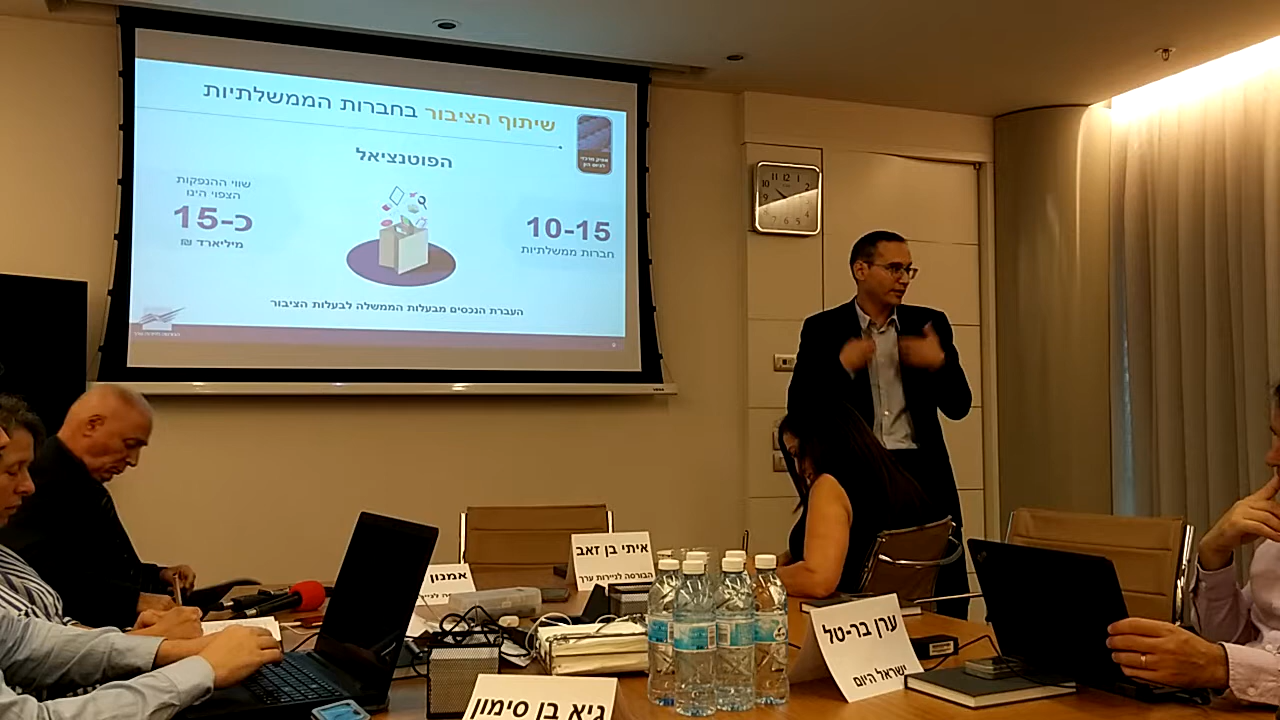 שיתוף הציבור בחברות הממשלתיות
הפוטנציאל
10-15
חברות ממשלתיות
שווי ההנפקות
הצפוי הינו
כ-15
מיליארד ₪
העברת הנכסים מבעלות הממשלה לבעלות הציבור
איתי בן זאב
הבורסה לניירות ערך
אמנון
ערן בר-טל
ישראל היום
גיא בן סימון